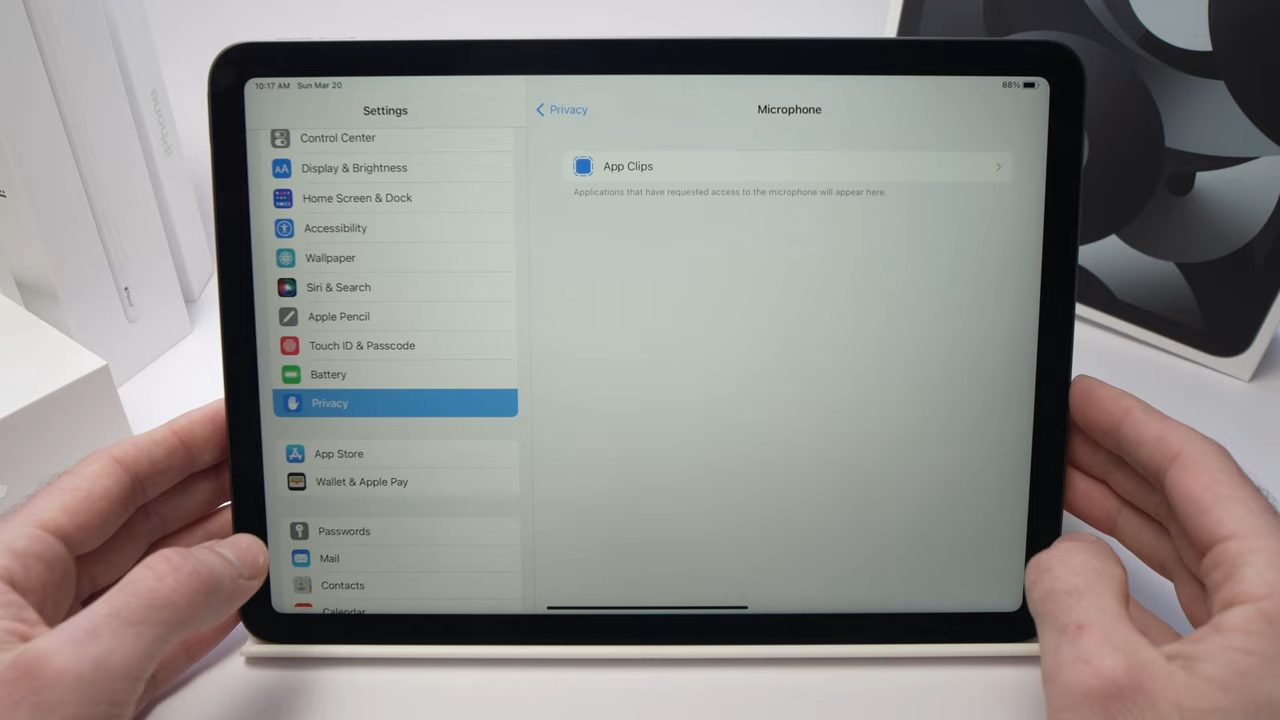 iPhone
10:17 AM Sun Mar 20
88%
Settings
Control Center
Display & Brightness
Home Screen & Dock
Accessibility
Wallpaper
Siri & Search
Apple Pencil
Touch ID & Passcode
Battery
Privacy
App Store
Wallet & Apple Pay
Passwords
Mail
Contacts
Calendar
Privacy
Microphone
App Clips
Applications that have requested access to the microphone will appear here.